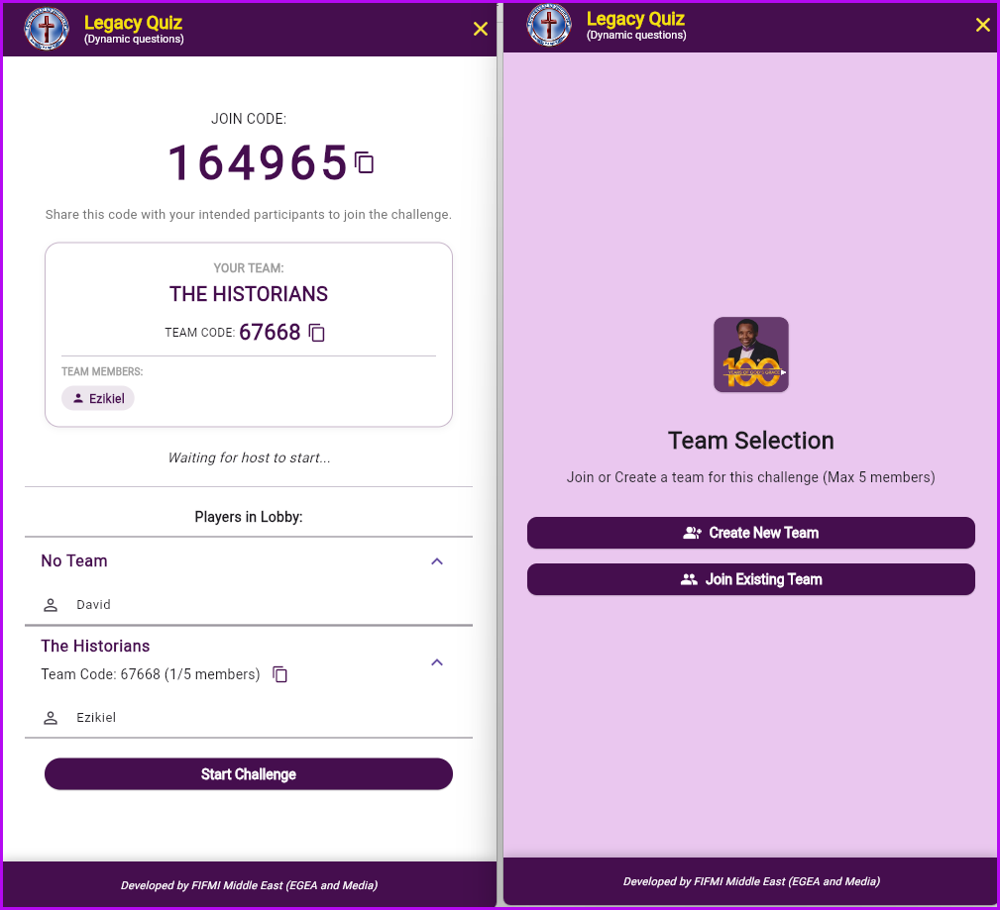 Legacy Quiz
(Dynamic questions)
JOIN CODE:
164965
Share this code with your intended participants to join the challenge.
YOUR TEAM:
THE HISTORIANS
TEAM CODE: 67668
TEAM MEMBERS:
Ezikiel
Waiting for host to start...
Players in Lobby:
No Team
David
The Historians
Team Code: 67668 (1/5 members)
Ezikiel
Start Challenge
Developed by FIFMI Middle East (EGEA and Media)
Legacy Quiz
(Dynamic questions)
100
YEARS OF GOD'S GRACE
Team Selection
Join or Create a team for this challenge (Max 5 members)
Create New Team
Join Existing Team
Developed by FIFMI Middle East (EGEA and Media)